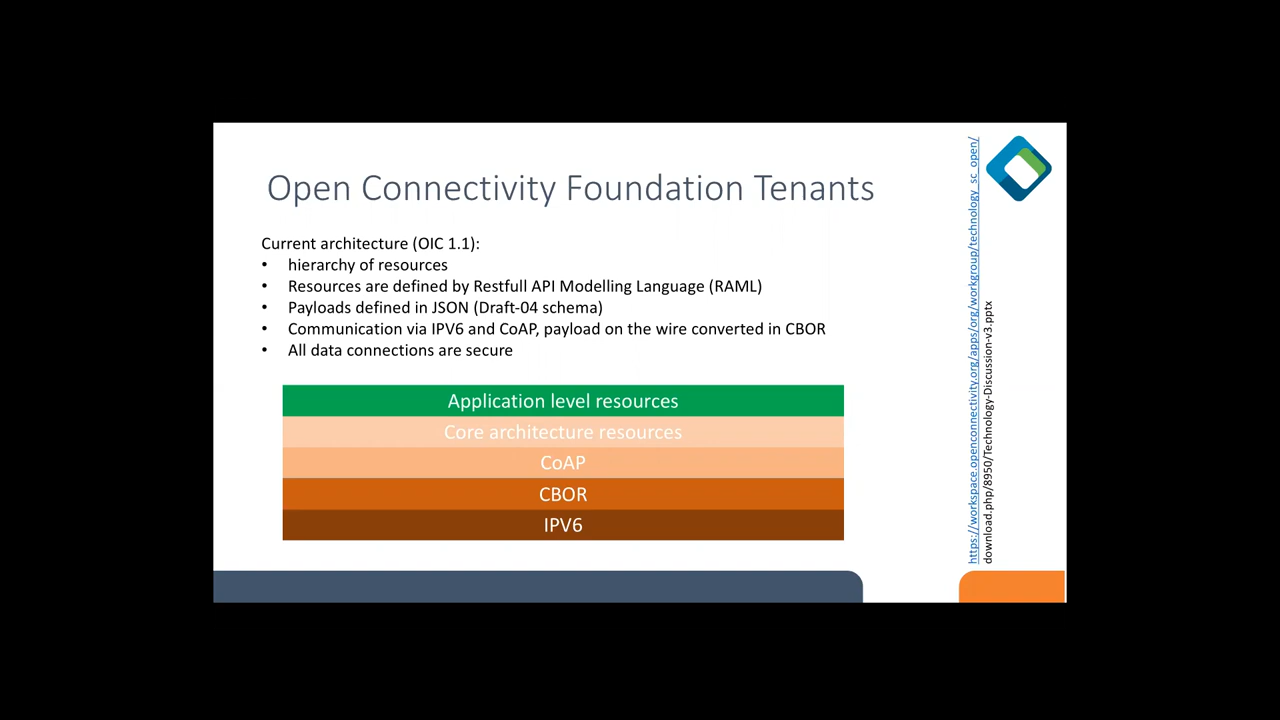 Open Connectivity Foundation Tenants
Current architecture (OIC 1.1):
• hierarchy of resources
• Resources are defined by Restfull API Modelling Language (RAML)
• Payloads defined in JSON (Draft-04 schema)
• Communication via IPV6 and CoAP, payload on the wire converted in CBOR
• All data connections are secure
Application level resources
Core architecture resources
CoAP
CBOR
IPV6
https://workspace.openconnectivity.org/apps/org/workgroup/technology_sc_open/
download.php/8950/Technology-Discussion-v3.pptx